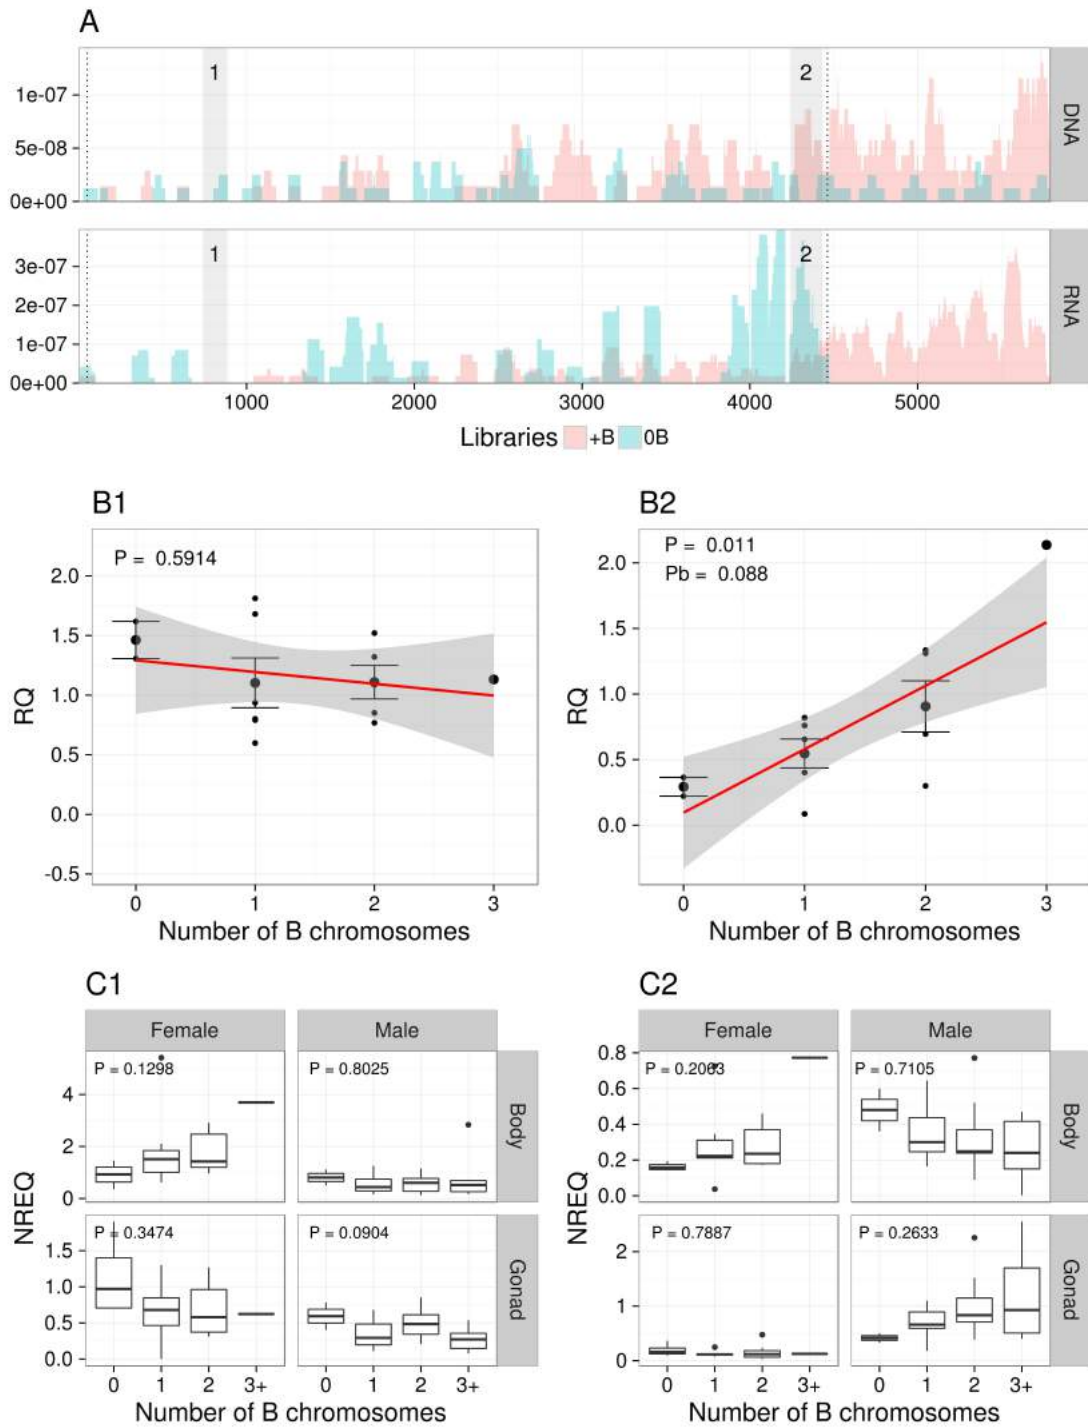 A
1 2
1e-07
5e-08
0e+00
DNA
1 2
3e-07
2e-07
1e-07
0e+00
RNA
1000 2000 3000 4000 5000
Libraries +B 0B
B1
P = 0.5914
2.0
1.5
1.0
0.5
0.0
-0.5
RQ
0 1 2 3
Number of B chromosomes
B2
P = 0.011
Pb = 0.088
2.0
1.5
1.0
0.5
0.0
RQ
0 1 2 3
Number of B chromosomes
C1
Female Male
P = 0.1298 P = 0.8025
4
2
0
Body
NREQ
P = 0.3474 P = 0.0904
1.5
1.0
0.5
0.0
Gonad
0 1 2 3+ 0 1 2 3+
Number of B chromosomes
C2
Female Male
P = 0.2063 P = 0.7105
0.8
0.6
0.4
0.2
0.0
Body
NREQ
P = 0.7887 P = 0.2633
2
1
0
Gonad
0 1 2 3+ 0 1 2 3+
Number of B chromosomes